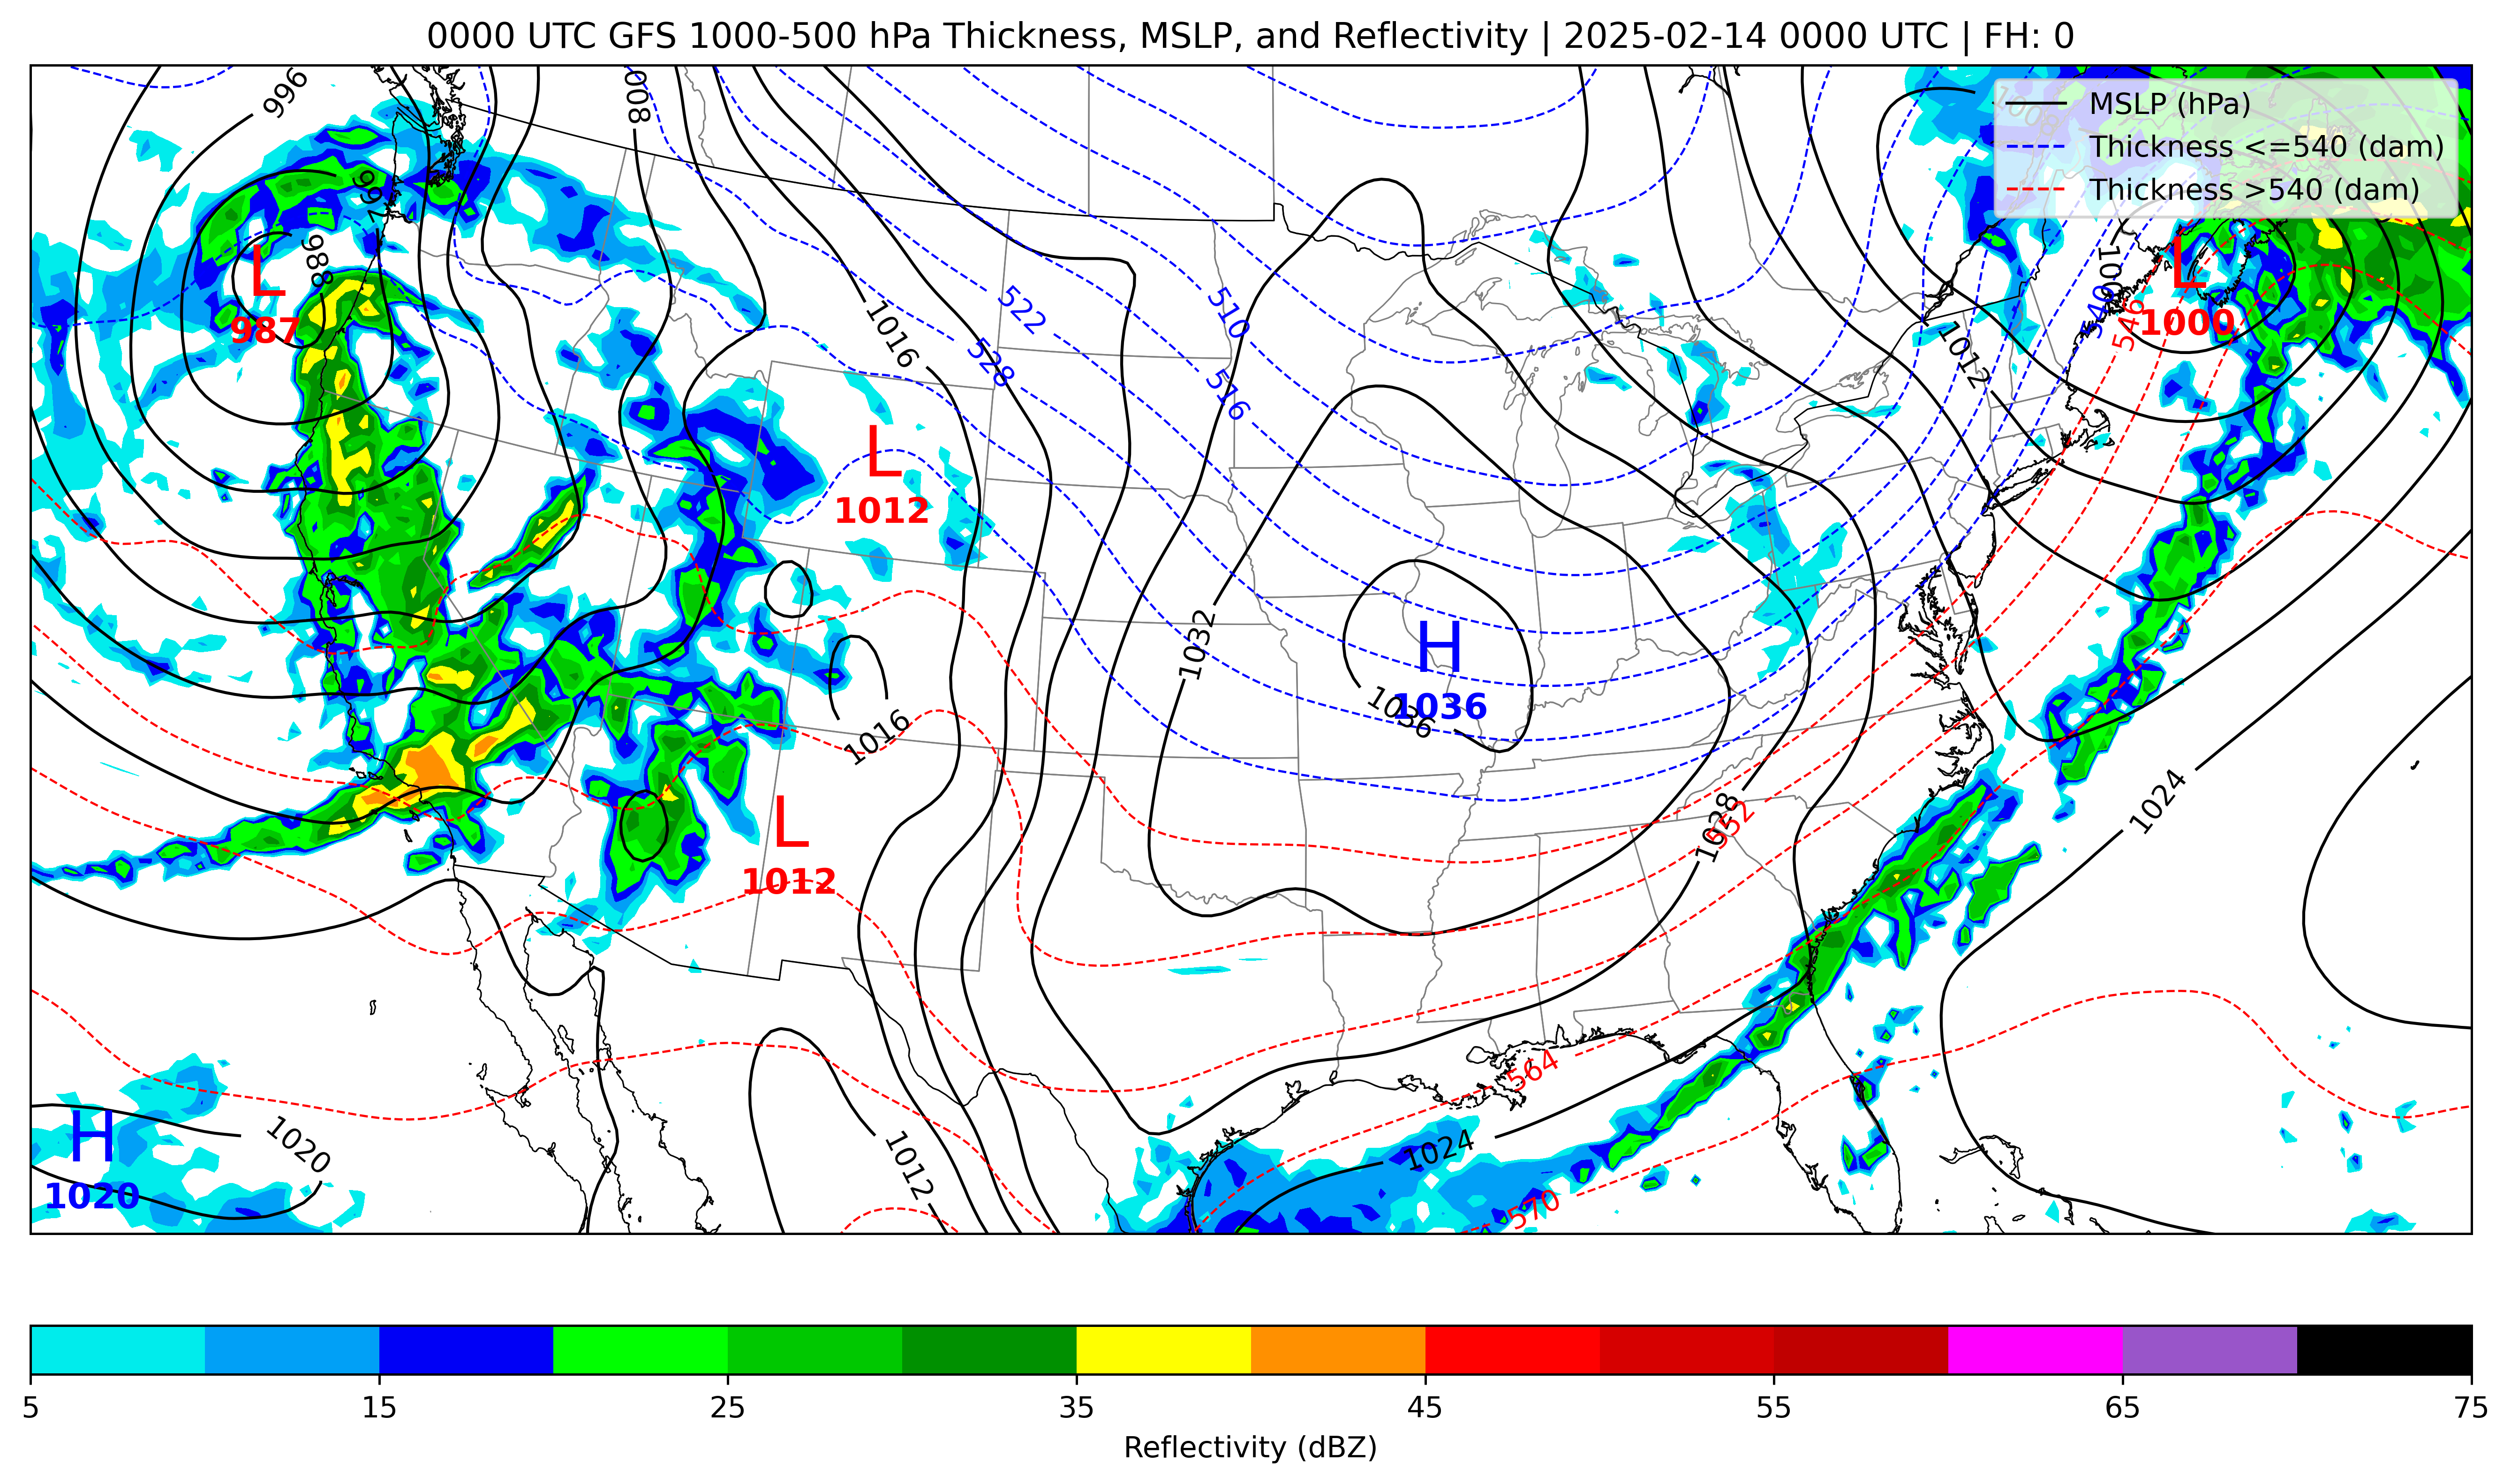 0000 UTC GFS 1000-500 hPa Thickness, MSLP, and Reflectivity | 2025-02-14 0000 UTC | FH: 0
MSLP (hPa)
Thickness <=540 (dam)
Thickness >540 (dam)
996
1008
992
988
L
987
1016
522
528
510
516
L
1012
540
546
L
1000
1012
1032
H
1036
1036
1016
L
1012
1028
552
1024
H
1020
1020
1012
1024
564
570
5 15 25 35 45 55 65 75
Reflectivity (dBZ)